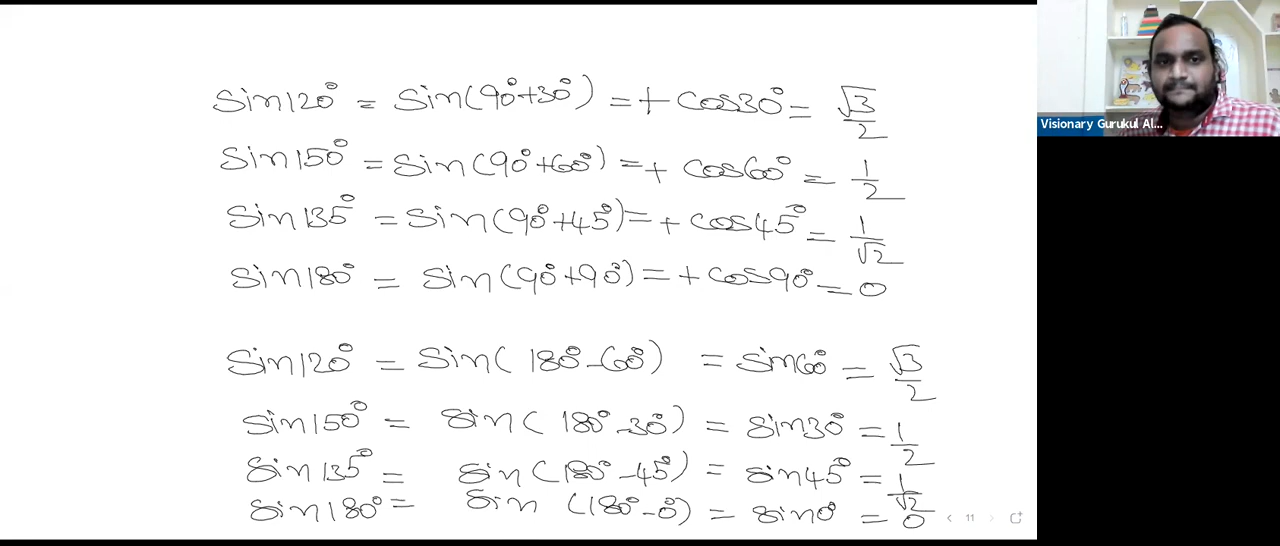 sin120° = sin(90°+30°) = + cos30° = √3/2
sin150° = sin(90°+60°) = + cos60° = 1/2
sin135° = sin(90°+45°) = + cos45° = 1/√2
sin180° = sin(90°+90°) = + cos90° = 0
sin120° = sin(180°-60°) = sin60° = √3/2
sin150° = sin(180°-30°) = sin30° = 1/2
sin135° = sin(180°-45°) = sin45° = 1/√2
sin180° = sin(180°-0°) = sin0° = 0
< 11 >
Visionary Gurukul Al...